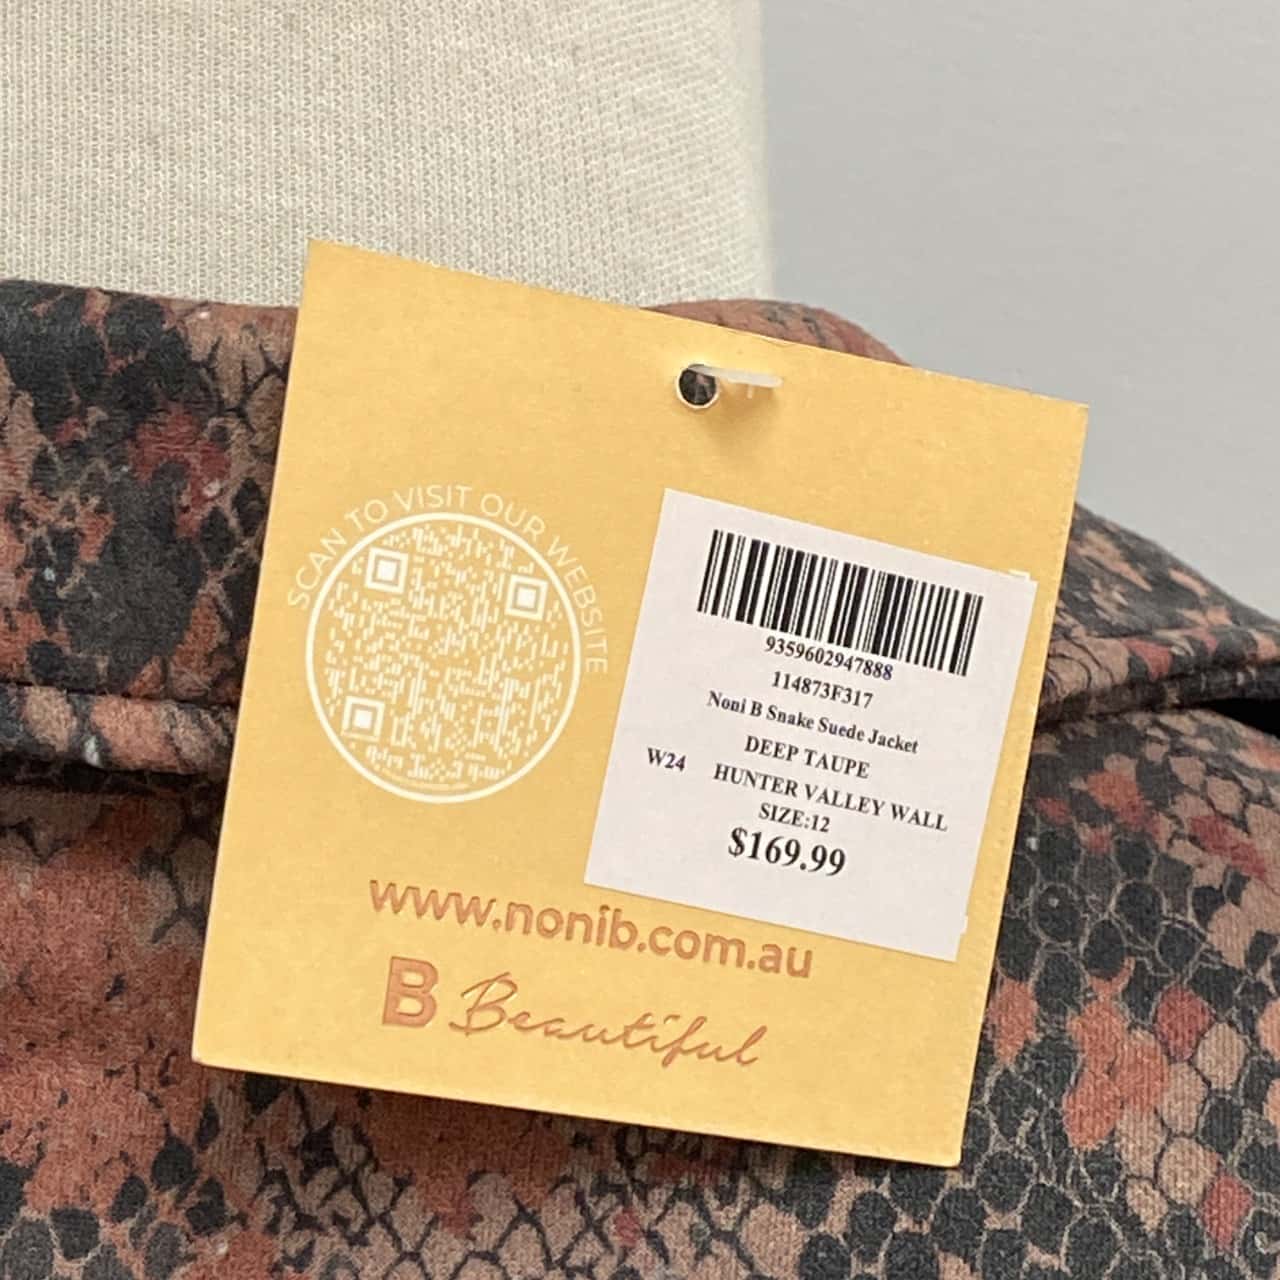 SCAN TO VISIT OUR WEBSITE
9359602947888
114873F317
Noni B Snake Suede Jacket
DEEP TAUPE
W24 HUNTER VALLEY WALL
SIZE:12
$169.99
www.nonib.com.au
B Beautiful